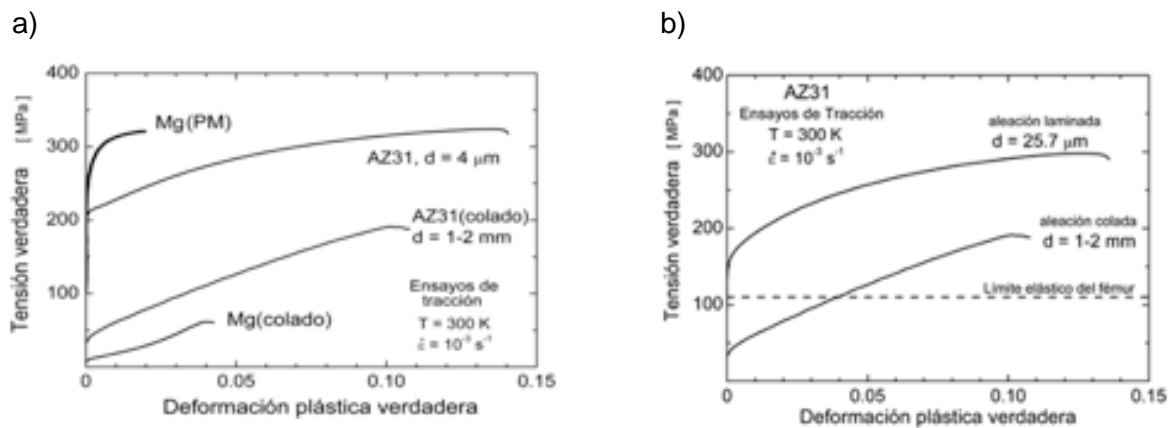 a)
400
300
200
100
0
0.05
0.10
0.15
Tensión verdadera [MPa]
Deformación plástica verdadera
Mg(PM)
AZ31, d = 4 μm
AZ31(colado)
d = 1-2 mm
Mg(colado)
Ensayos de
tracción
T = 300 K
ε̇ = 10⁻³ s⁻¹
b)
400
300
200
100
0
0.05
0.10
0.15
Tensión verdadera [MPa]
Deformación plástica verdadera
AZ31
Ensayos de Tracción
T = 300 K
ε̇ = 10⁻³ s⁻¹
aleación laminada
d = 25.7 μm
aleación colada
d = 1-2 mm
Límite elástico del fémur